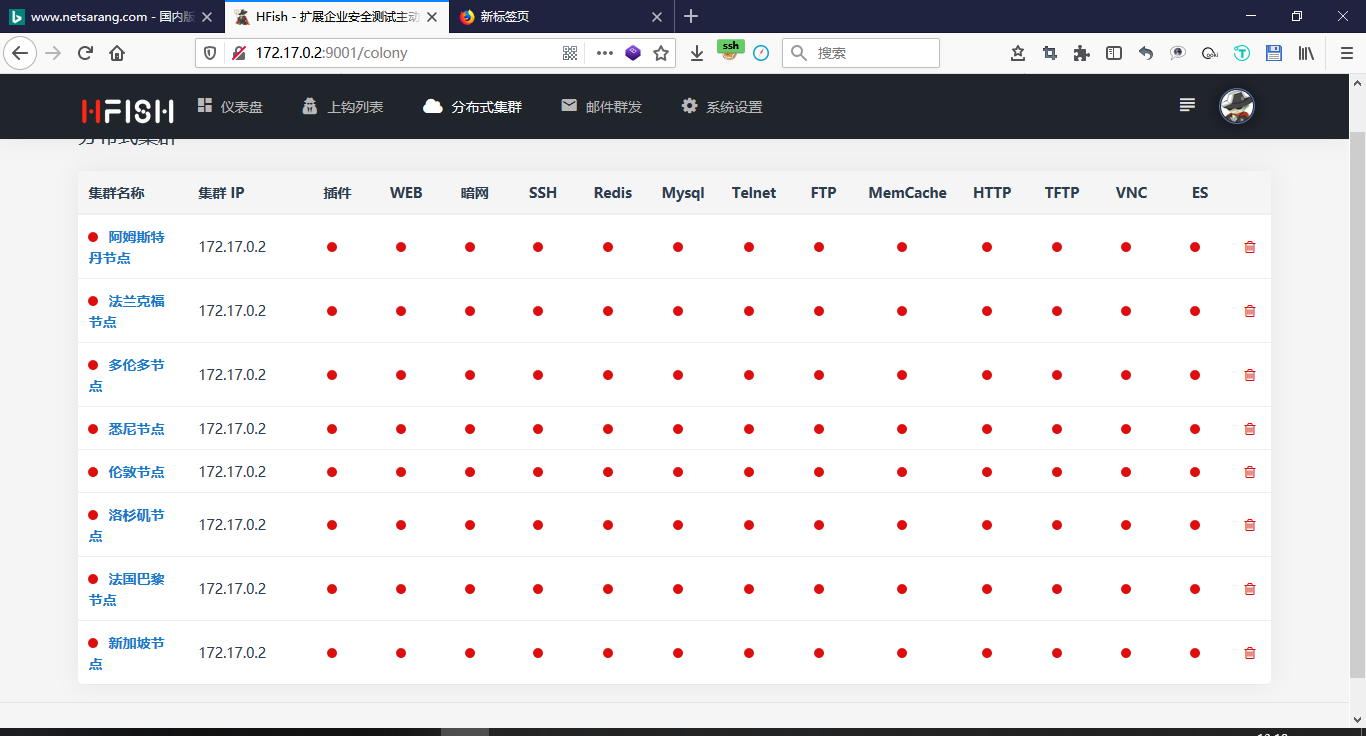 www.netsarang.com - 国内版
HFish - 扩展企业安全测试主动
新标签页
172.17.0.2:9001/colony
ssh
搜索
HFISH
仪表盘
上钩列表
分布式集群
邮件群发
系统设置
分布式集群
集群名称 集群 IP 插件 WEB 暗网 SSH Redis Mysql Telnet FTP MemCache HTTP TFTP VNC ES
阿姆斯特
丹节点
172.17.0.2
法兰克福
节点
172.17.0.2
多伦多节
点
172.17.0.2
悉尼节点 172.17.0.2
伦敦节点 172.17.0.2
洛杉矶节
点
172.17.0.2
法国巴黎
节点
172.17.0.2
新加坡节
点
172.17.0.2